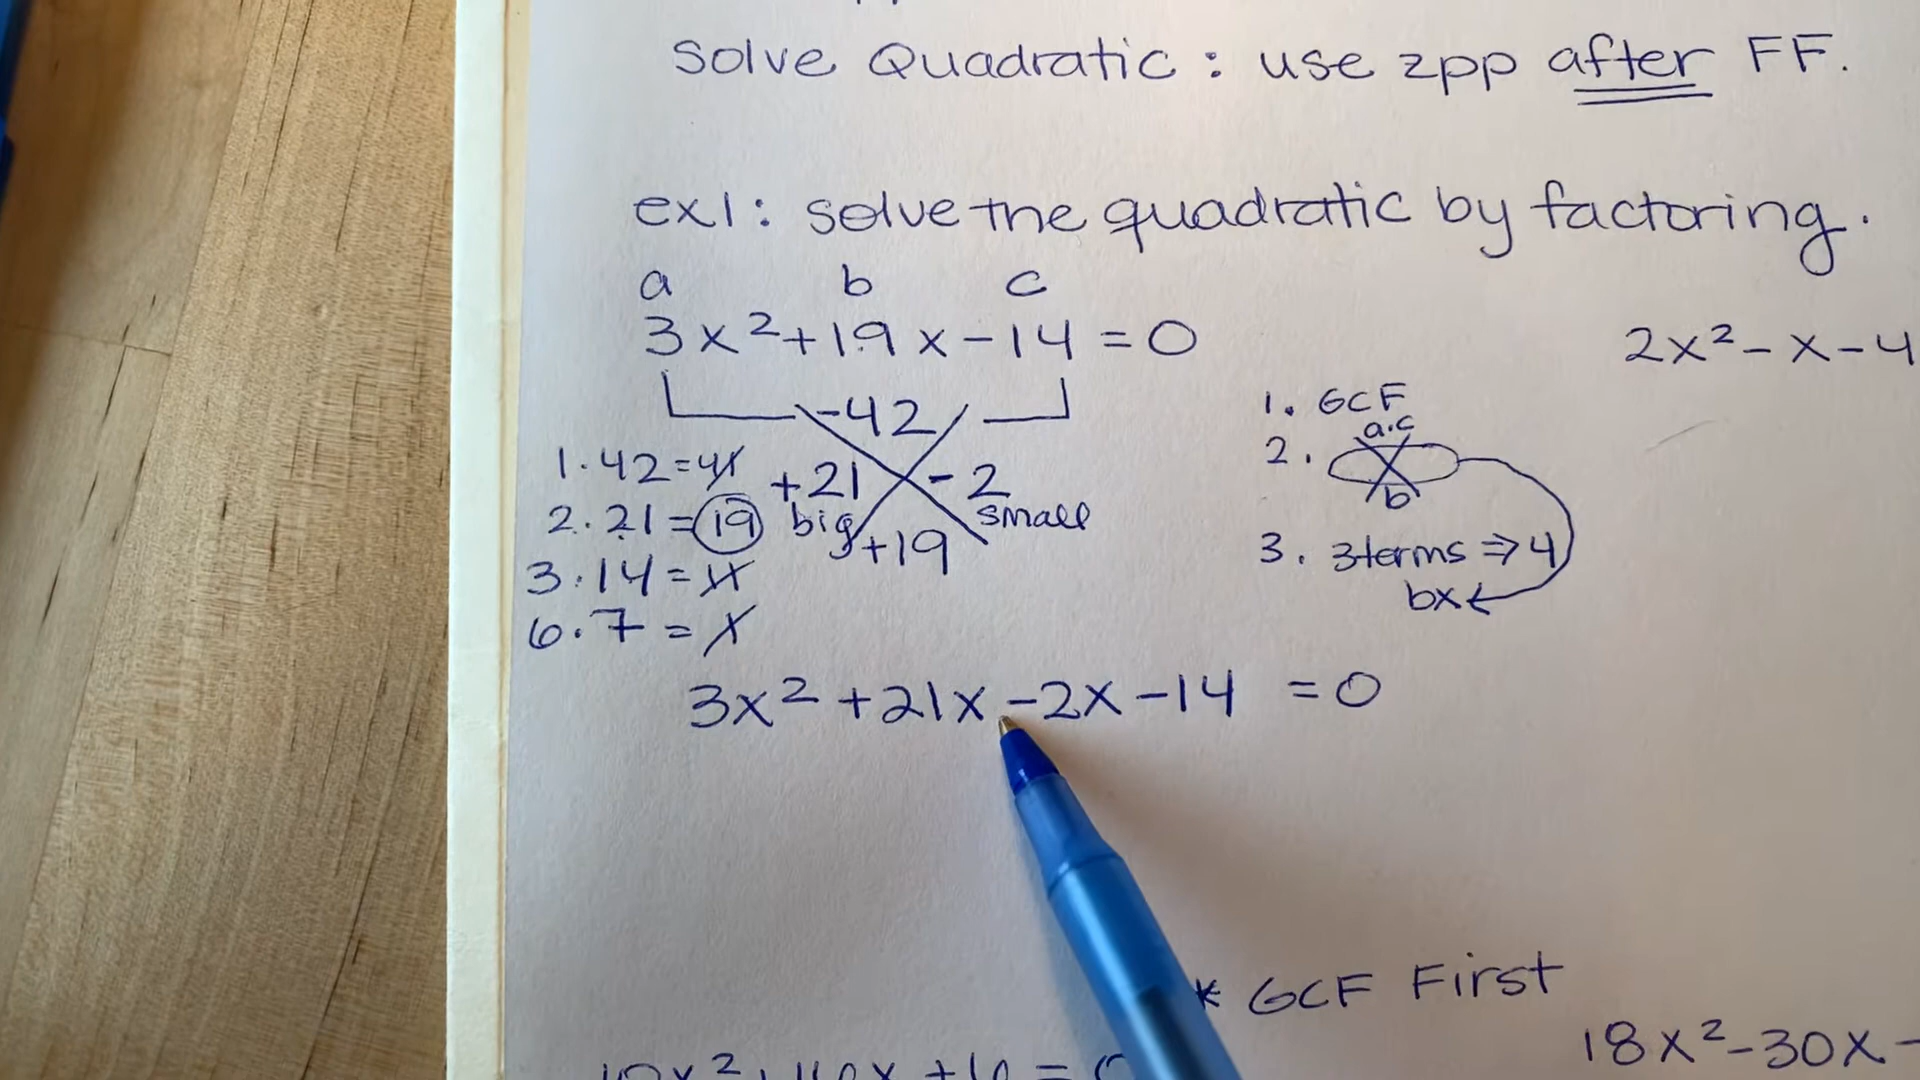 Solve Quadratic: use zpp after FF.
ex1: solve the quadratic by factoring.
a b c
3x²+19x-14=0
2x²-x-4
-42
1·42=41
+21 -2
2·21=19
big small
+19
3·14=11
6·7=1
1. GCF
a·c
2.
b
3. 3terms ⇒ 4
bx ←
3x²+21x-2x-14 =0
* GCF First
18x²-30x-